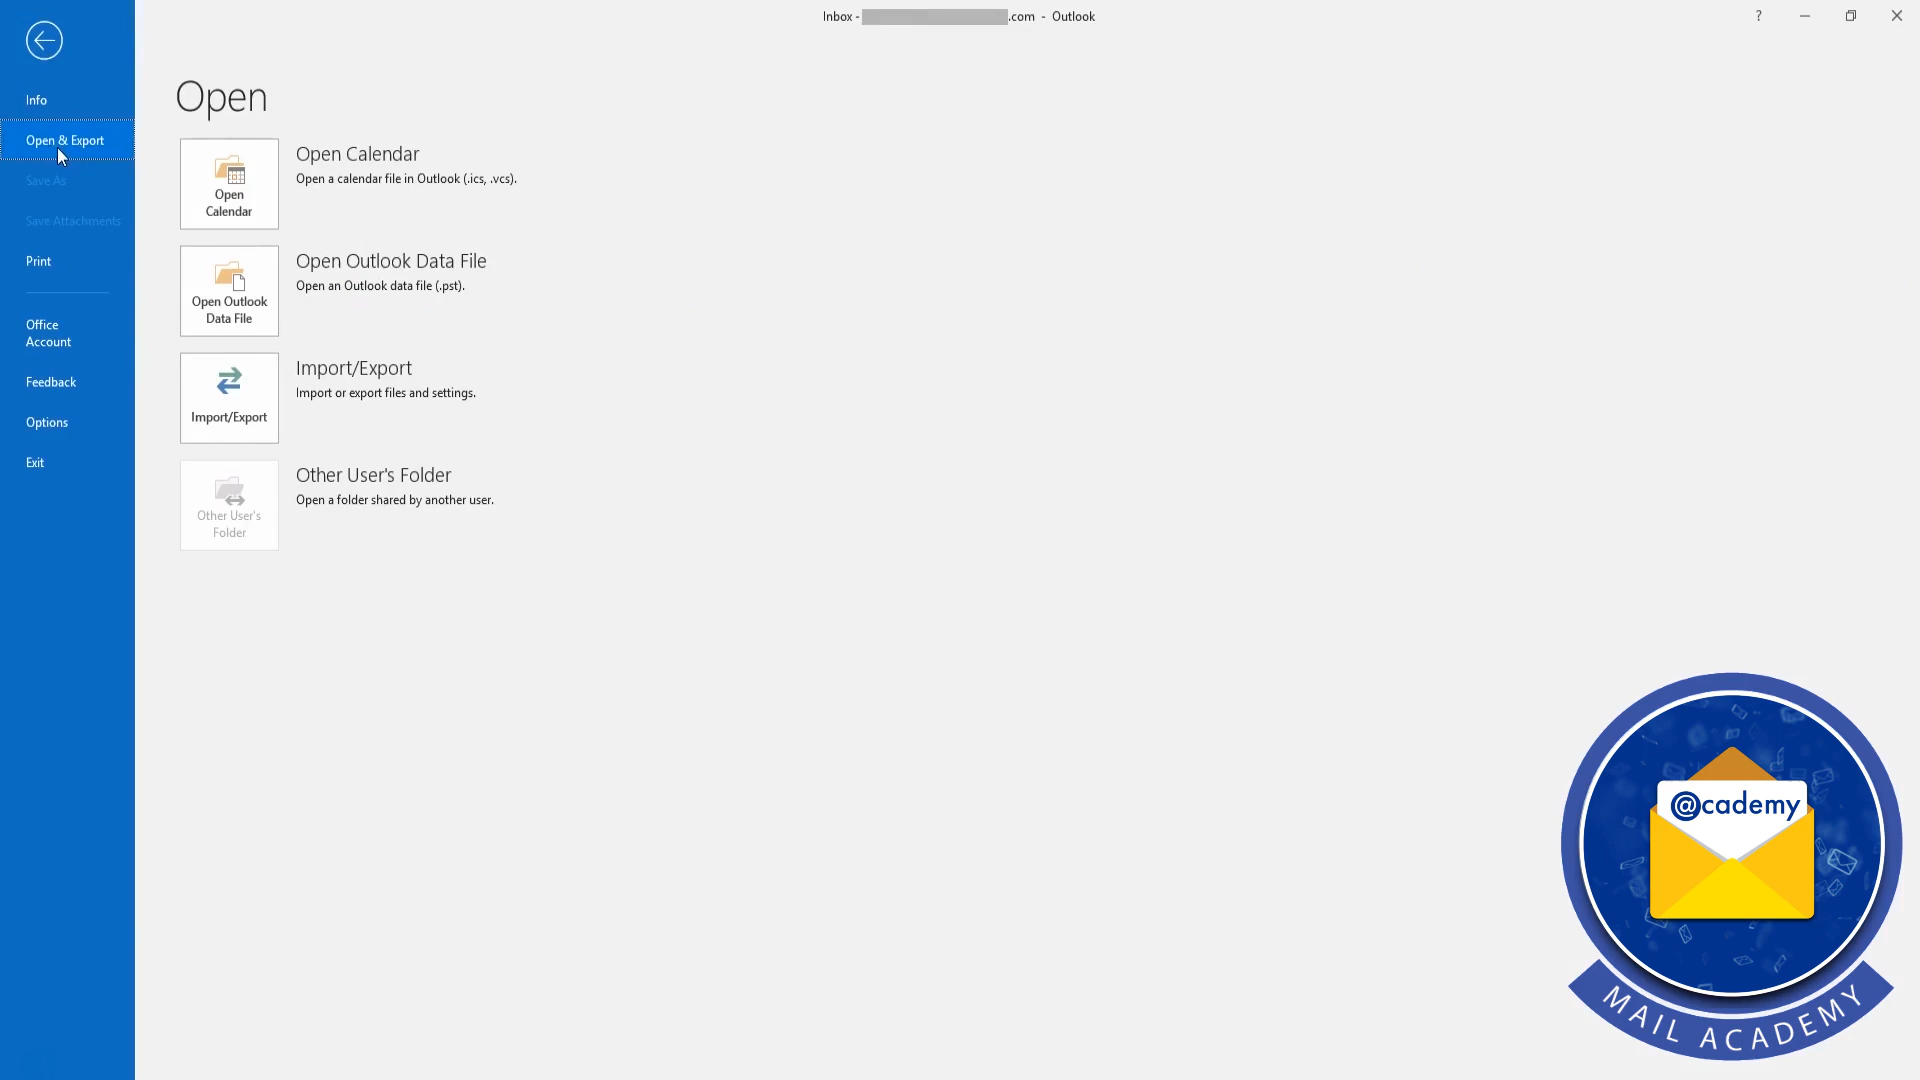 Inbox - .com - Outlook
?
Info
Open & Export
Save As
Save Attachments
Print
Office
Account
Feedback
Options
Exit
Open
Open
Calendar
Open Calendar
Open a calendar file in Outlook (.ics, .vcs).
Open Outlook
Data File
Open Outlook Data File
Open an Outlook data file (.pst).
Import/Export
Import/Export
Import or export files and settings.
Other User's
Folder
Other User's Folder
Open a folder shared by another user.
@cademy
MAIL ACADEMY